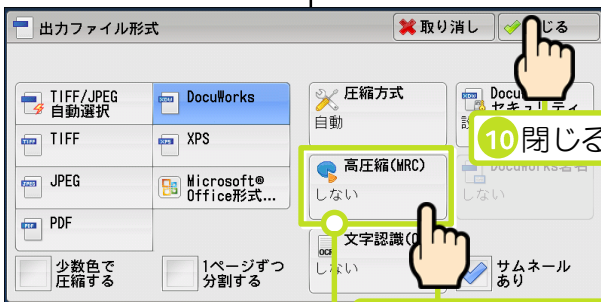 出力ファイル形式
取り消し
じる
TIFF/JPEG
自動選択
DocuWorks
圧縮方式
自動
Docu
セキュリティ
設
10 閉じる
TIFF
XPS
高圧縮(MRC)
しない
DocuWorks署名
しない
JPEG
Microsoft®
Office形式...
PDF
文字認識(O
しない
少数色で
圧縮する
1ページずつ
分割する
サムネール
あり